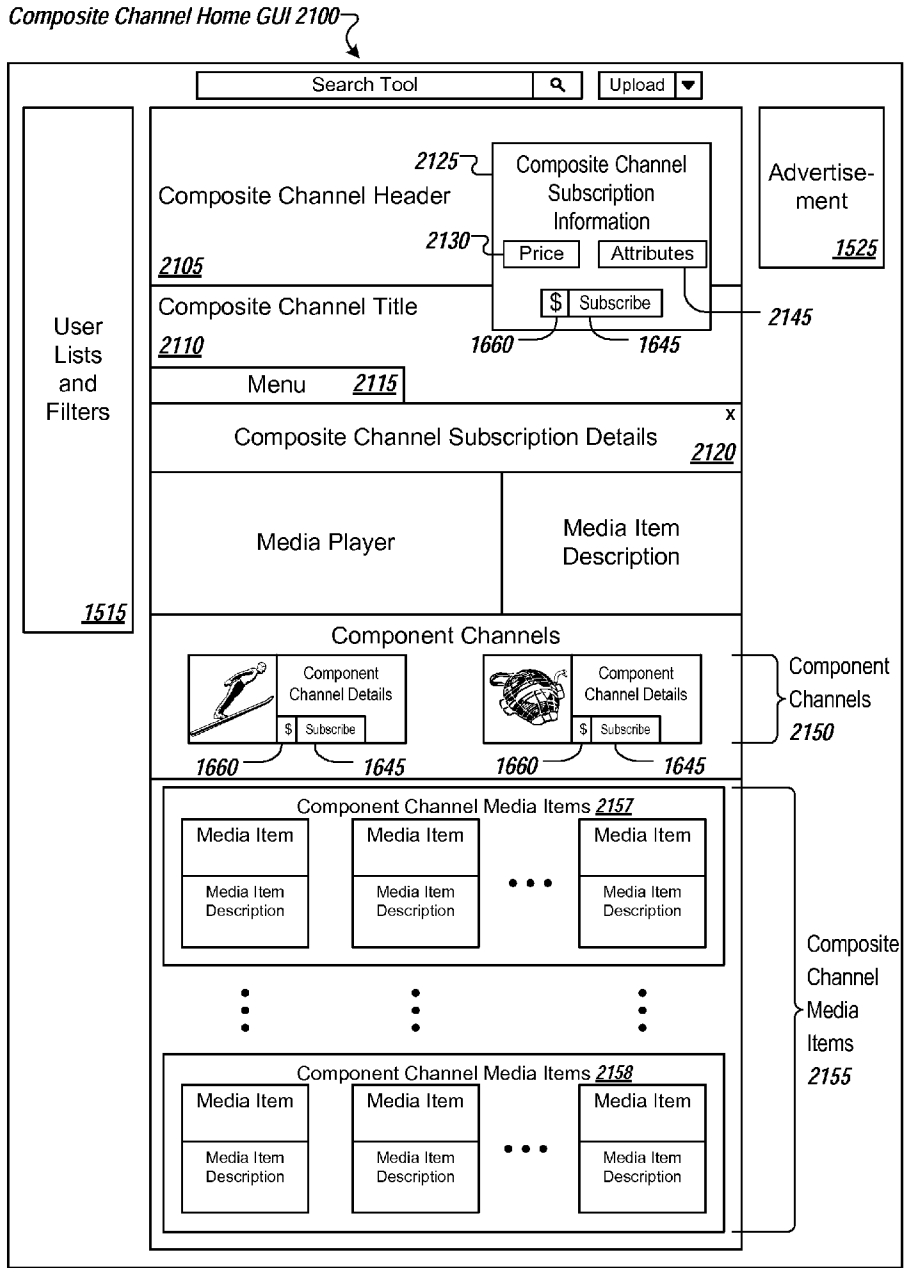 Composite Channel Home GUI 2100
Search Tool
Upload
User
Lists
and
Filters
1515
Composite Channel Header
2105
2125
Composite Channel
Subscription
Information
2130
Price
Attributes
$
Subscribe
1660
1645
2145
Advertise-
ment
1525
Composite Channel Title
2110
Menu 2115
X
Composite Channel Subscription Details
2120
Media Player
Media Item
Description
Component Channels
Component
Channel Details
$
Subscribe
1660
1645
Component
Channel Details
$
Subscribe
1660
1645
Component
Channels
2150
Component Channel Media Items 2157
Media Item
Media Item
Description
Media Item
Media Item
Description
Media Item
Media Item
Description
Component Channel Media Items 2158
Media Item
Media Item
Description
Media Item
Media Item
Description
Media Item
Media Item
Description
Composite
Channel
Media
Items
2155